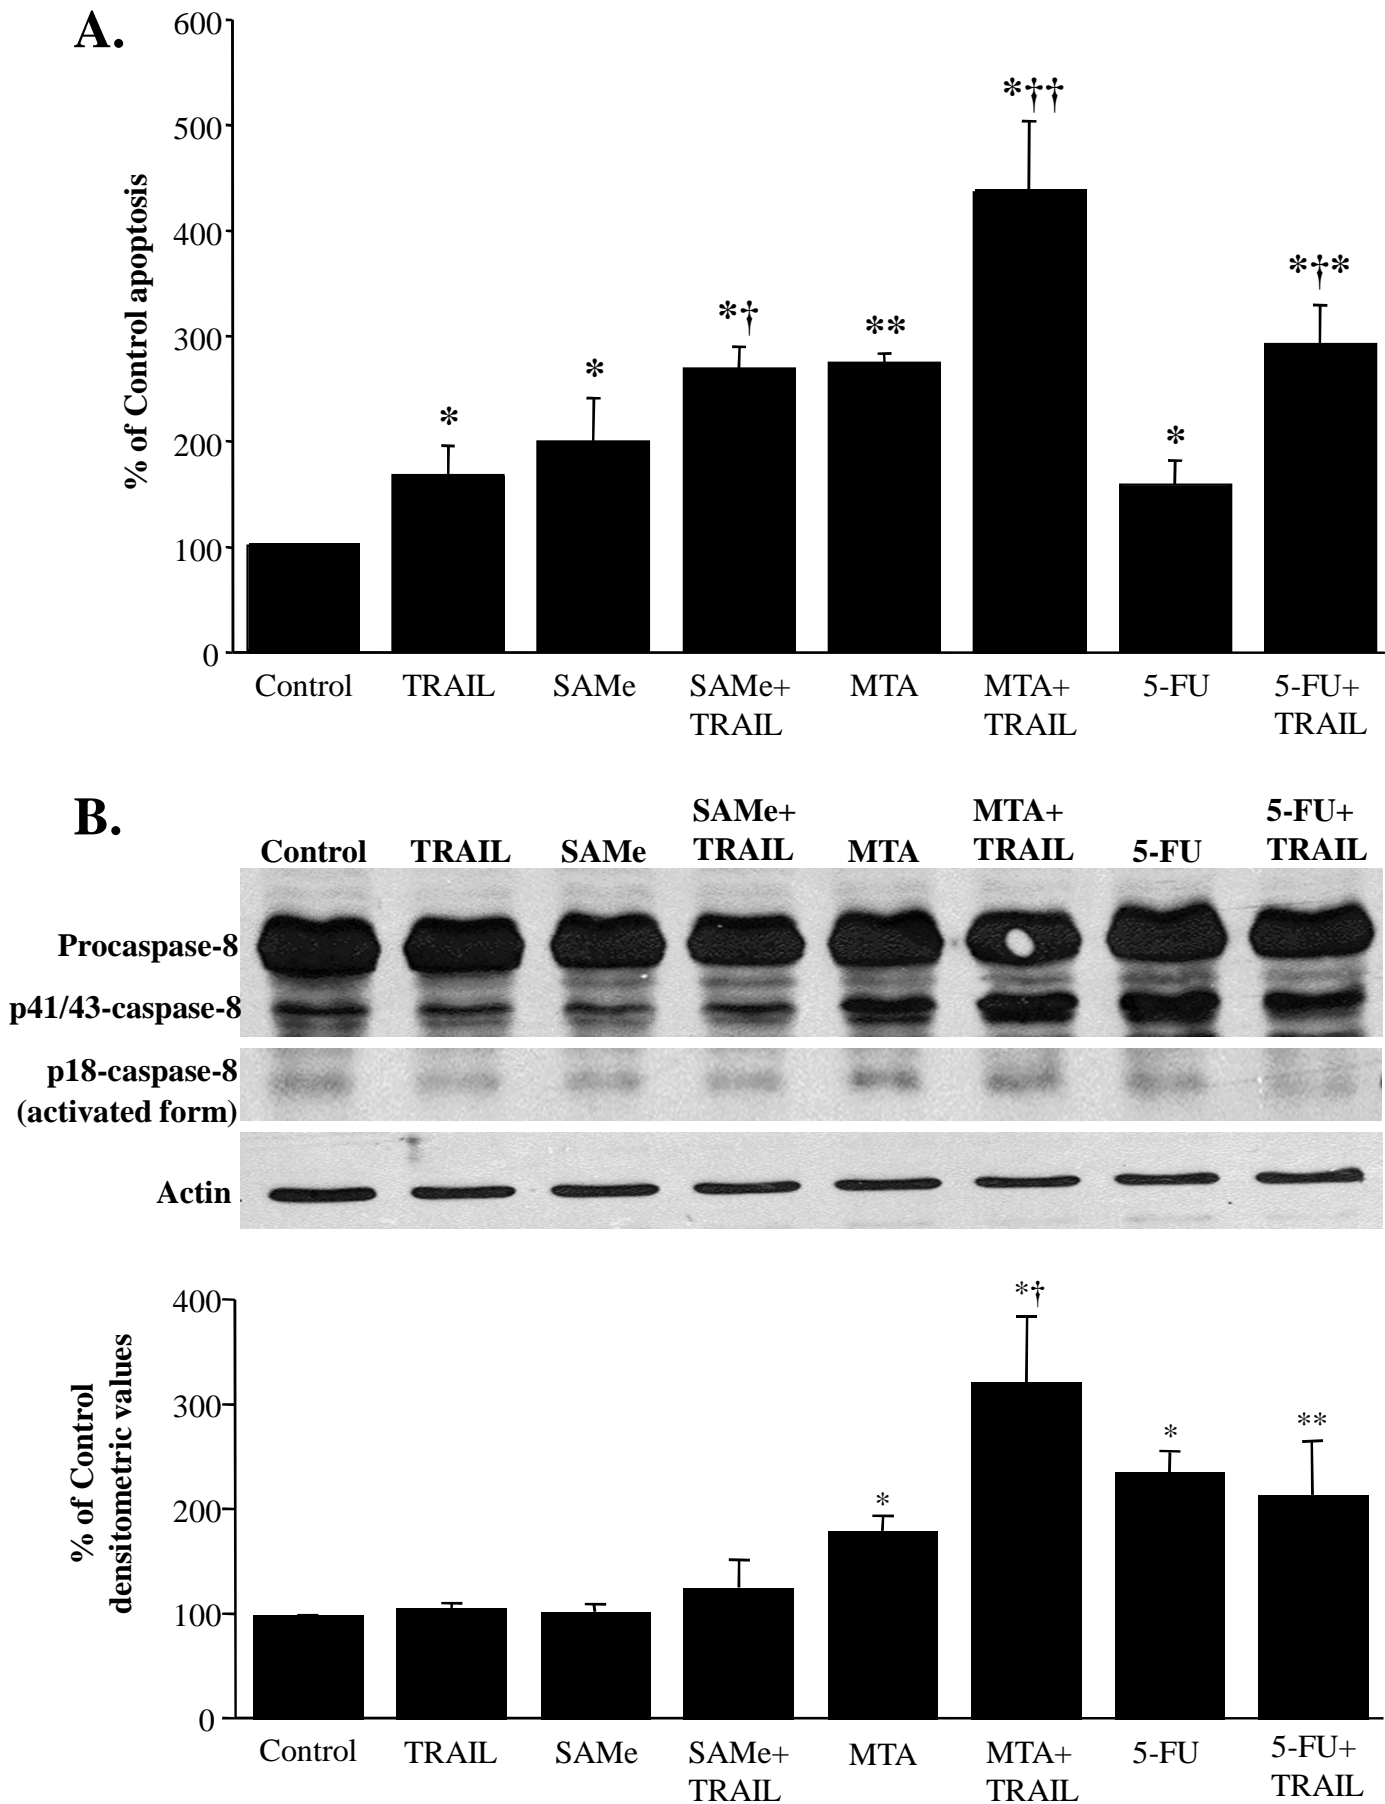 A.
600
500
400
300
200
100
0
% of Control apoptosis
*
*
*†
**
*††
*
*†*
Control TRAIL SAMe SAMe+ MTA MTA+ 5-FU 5-FU+
TRAIL TRAIL TRAIL
B.
SAMe+ MTA+ 5-FU+
Control TRAIL SAMe TRAIL MTA TRAIL 5-FU TRAIL
Procaspase-8
p41/43-caspase-8
p18-caspase-8
(activated form)
Actin
400
300
200
100
0
% of Control
densitometric values
*
*†
*
**
Control TRAIL SAMe SAMe+ MTA MTA+ 5-FU 5-FU+
TRAIL TRAIL TRAIL